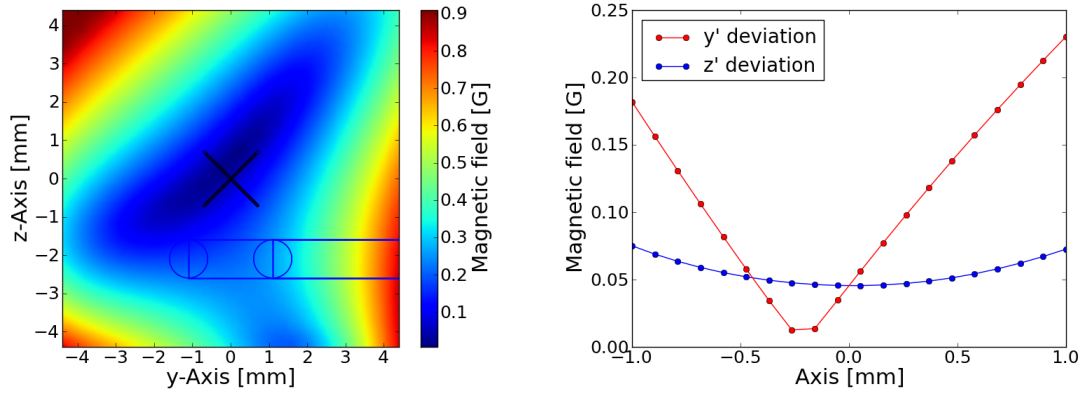 4
3
2
1
0
−1
−2
−3
−4
z-Axis [mm]
−4 −3 −2 −1 0 1 2 3 4
y-Axis [mm]
0.9
0.8
0.7
0.6
0.5
0.4
0.3
0.2
0.1
Magnetic field [G]
0.25
0.20
0.15
0.10
0.05
0.00
Magnetic field [G]
y' deviation
z' deviation
−1.0 −0.5 0.0 0.5 1.0
Axis [mm]